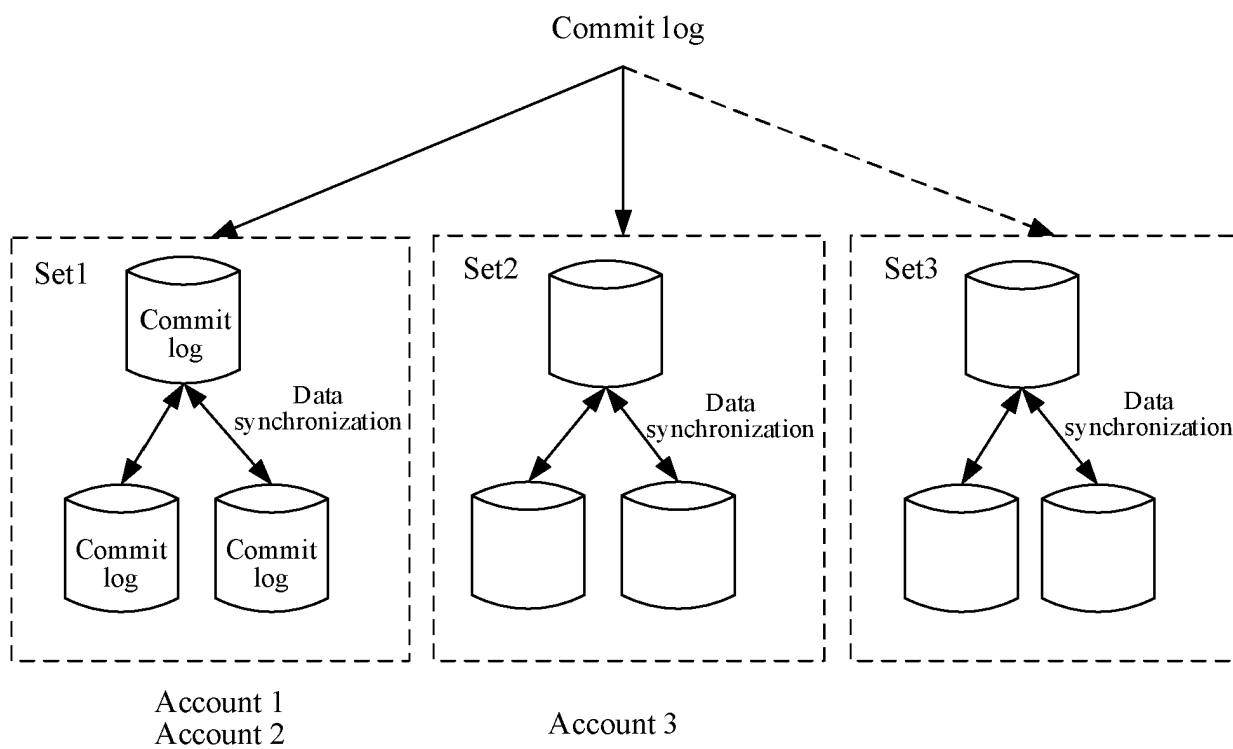 Commit log
Set1
Commit
log
Data
synchronization
Commit
log
Commit
log
Set2
Data
synchronization
Set3
Data
synchronization
Account 1
Account 2
Account 3